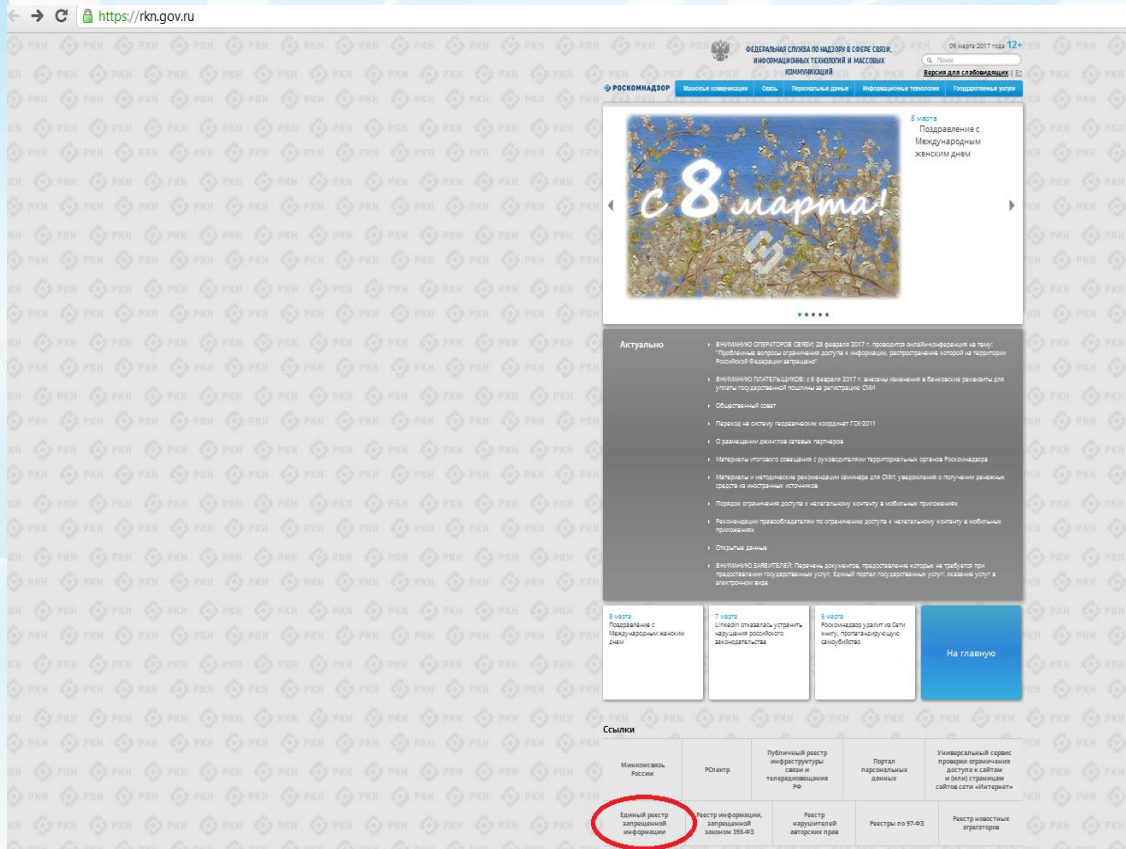 https://rkn.gov.ru
ФЕДЕРАЛЬНАЯ СЛУЖБА ПО НАДЗОРУ В СФЕРЕ СВЯЗИ,
ИНФОРМАЦИОННЫХ ТЕХНОЛОГИЙ И МАССОВЫХ
КОММУНИКАЦИЙ
09 марта 2017 года 12+
Поиск
Версия для слабовидящих | En
РОСКОМНАДЗОР
Массовые коммуникации Связь Персональные данные Информационные технологии Государственные услуги
8 марта
Поздравление с
Международным
женским днем
с 8 марта!
Актуально
ВНИМАНИЮ ОПЕРАТОРОВ СВЯЗИ: 28 февраля 2017 г. проводится онлайн-конференция на тему:
"Проблемные вопросы ограничения доступа к информации, распространение которой на территории
Российской Федерации запрещено"
ВНИМАНИЮ ПЛАТЕЛЬЩИКОВ: с 6 февраля 2017 г. внесены изменения в банковские реквизиты для
уплаты государственной пошлины за регистрацию СМИ
Общественный совет
Переход на систему геодезических координат ГСК-2011
О размещении джинглов сетевых партнеров
Материалы итогового совещания с руководителями территориальных органов Роскомнадзора
Материалы и методические рекомендации семинара для СМИ: уведомления о получении денежных
средств из иностранных источников
Порядок ограничения доступа к нелегальному контенту в мобильных приложениях
Рекомендации правообладателям по ограничению доступа к нелегальному контенту в мобильных
приложениях
Открытые данные
ВНИМАНИЮ ЗАЯВИТЕЛЕЙ: Перечень документов, предоставление которых не требуется при
предоставлении государственных услуг. Единый портал государственных услуг: оказание услуг в
электронном виде
8 марта
Поздравление с
Международным женским
днем
7 марта
LinkedIn отказалась устранить
нарушения российского
законодательства
6 марта
Роскомнадзор удалит из Сети
книгу, пропагандирующую
самоубийство
На главную
Ссылки
Минкомсвязь
России
РСпектр
Публичный реестр
инфраструктуры
связи и
телерадиовещания
РФ
Портал
персональных
данных
Универсальный сервис
проверки ограничения
доступа к сайтам
и (или) страницам
сайтов сети «Интернет»
Единый реестр
запрещенной
информации
Реестр информации,
запрещенной
законом 398-ФЗ
Реестр
нарушителей
авторских прав
Реестры по 97-ФЗ
Реестр новостных
агрегаторов